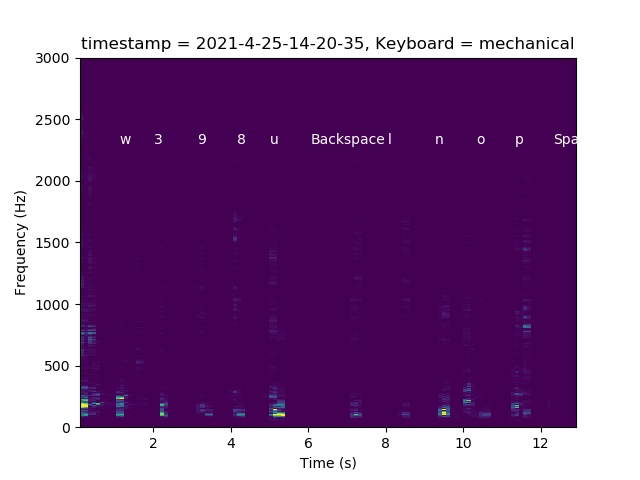 timestamp = 2021-4-25-14-20-35, Keyboard = mechanical
3000
w 3 9 8 u Backspace l n o p Spa
2500
2000
1500
1000
500
0
2 4 6 8 10 12
Frequency (Hz)
Time (s)